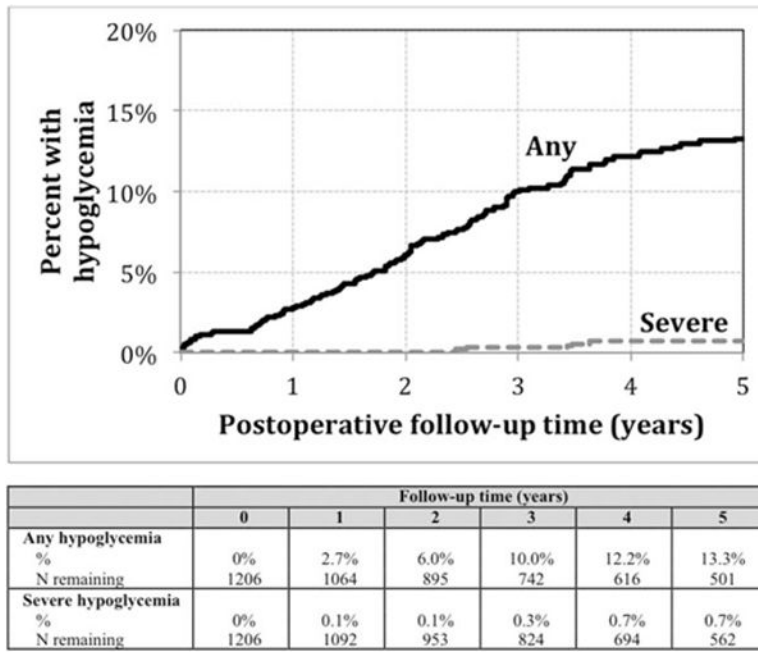 20%
15%
10%
5%
0%
Percent with
hypoglycemia
Any
Severe
0 1 2 3 4 5
Postoperative follow-up time (years)
Follow-up time (years)
0 1 2 3 4 5
Any hypoglycemia
% 0% 2.7% 6.0% 10.0% 12.2% 13.3%
N remaining 1206 1064 895 742 616 501
Severe hypoglycemia
% 0% 0.1% 0.1% 0.3% 0.7% 0.7%
N remaining 1206 1092 953 824 694 562